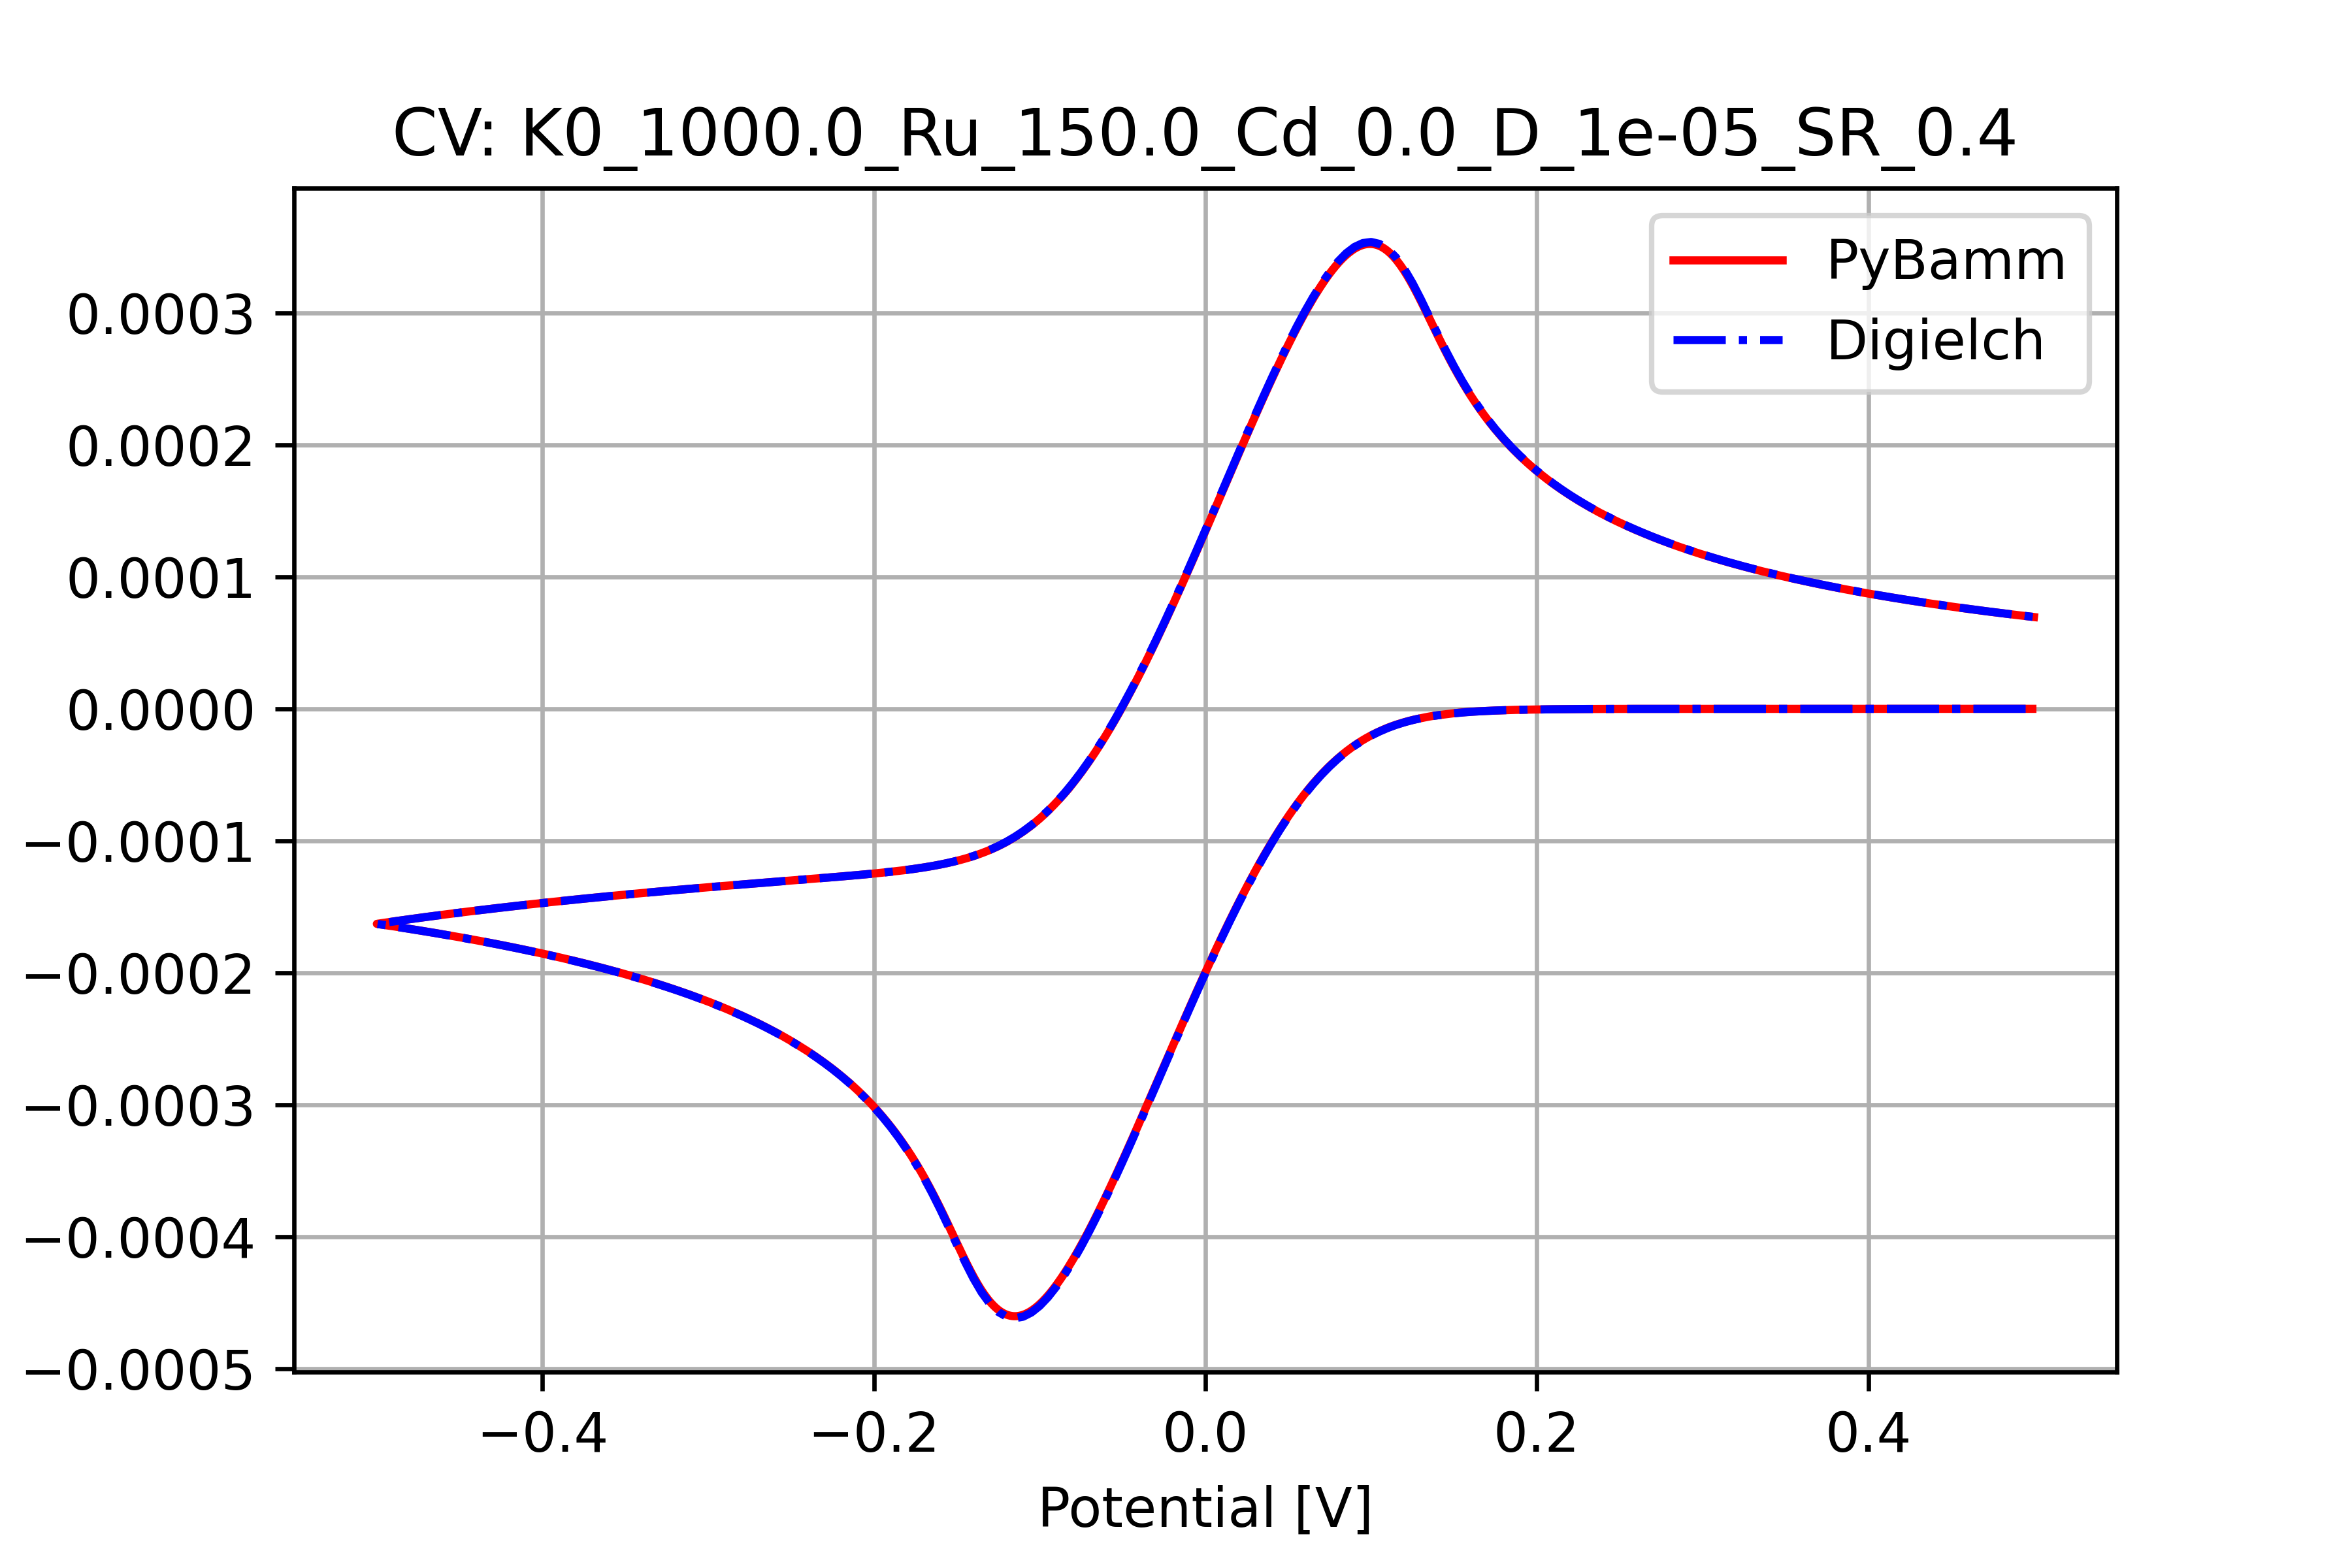 CV: K0_1000.0_Ru_150.0_Cd_0.0_D_1e-05_SR_0.4
PyBamm
Digielch
0.0003
0.0002
0.0001
0.0000
−0.0001
−0.0002
−0.0003
−0.0004
−0.0005
−0.4 −0.2 0.0 0.2 0.4
Potential [V]